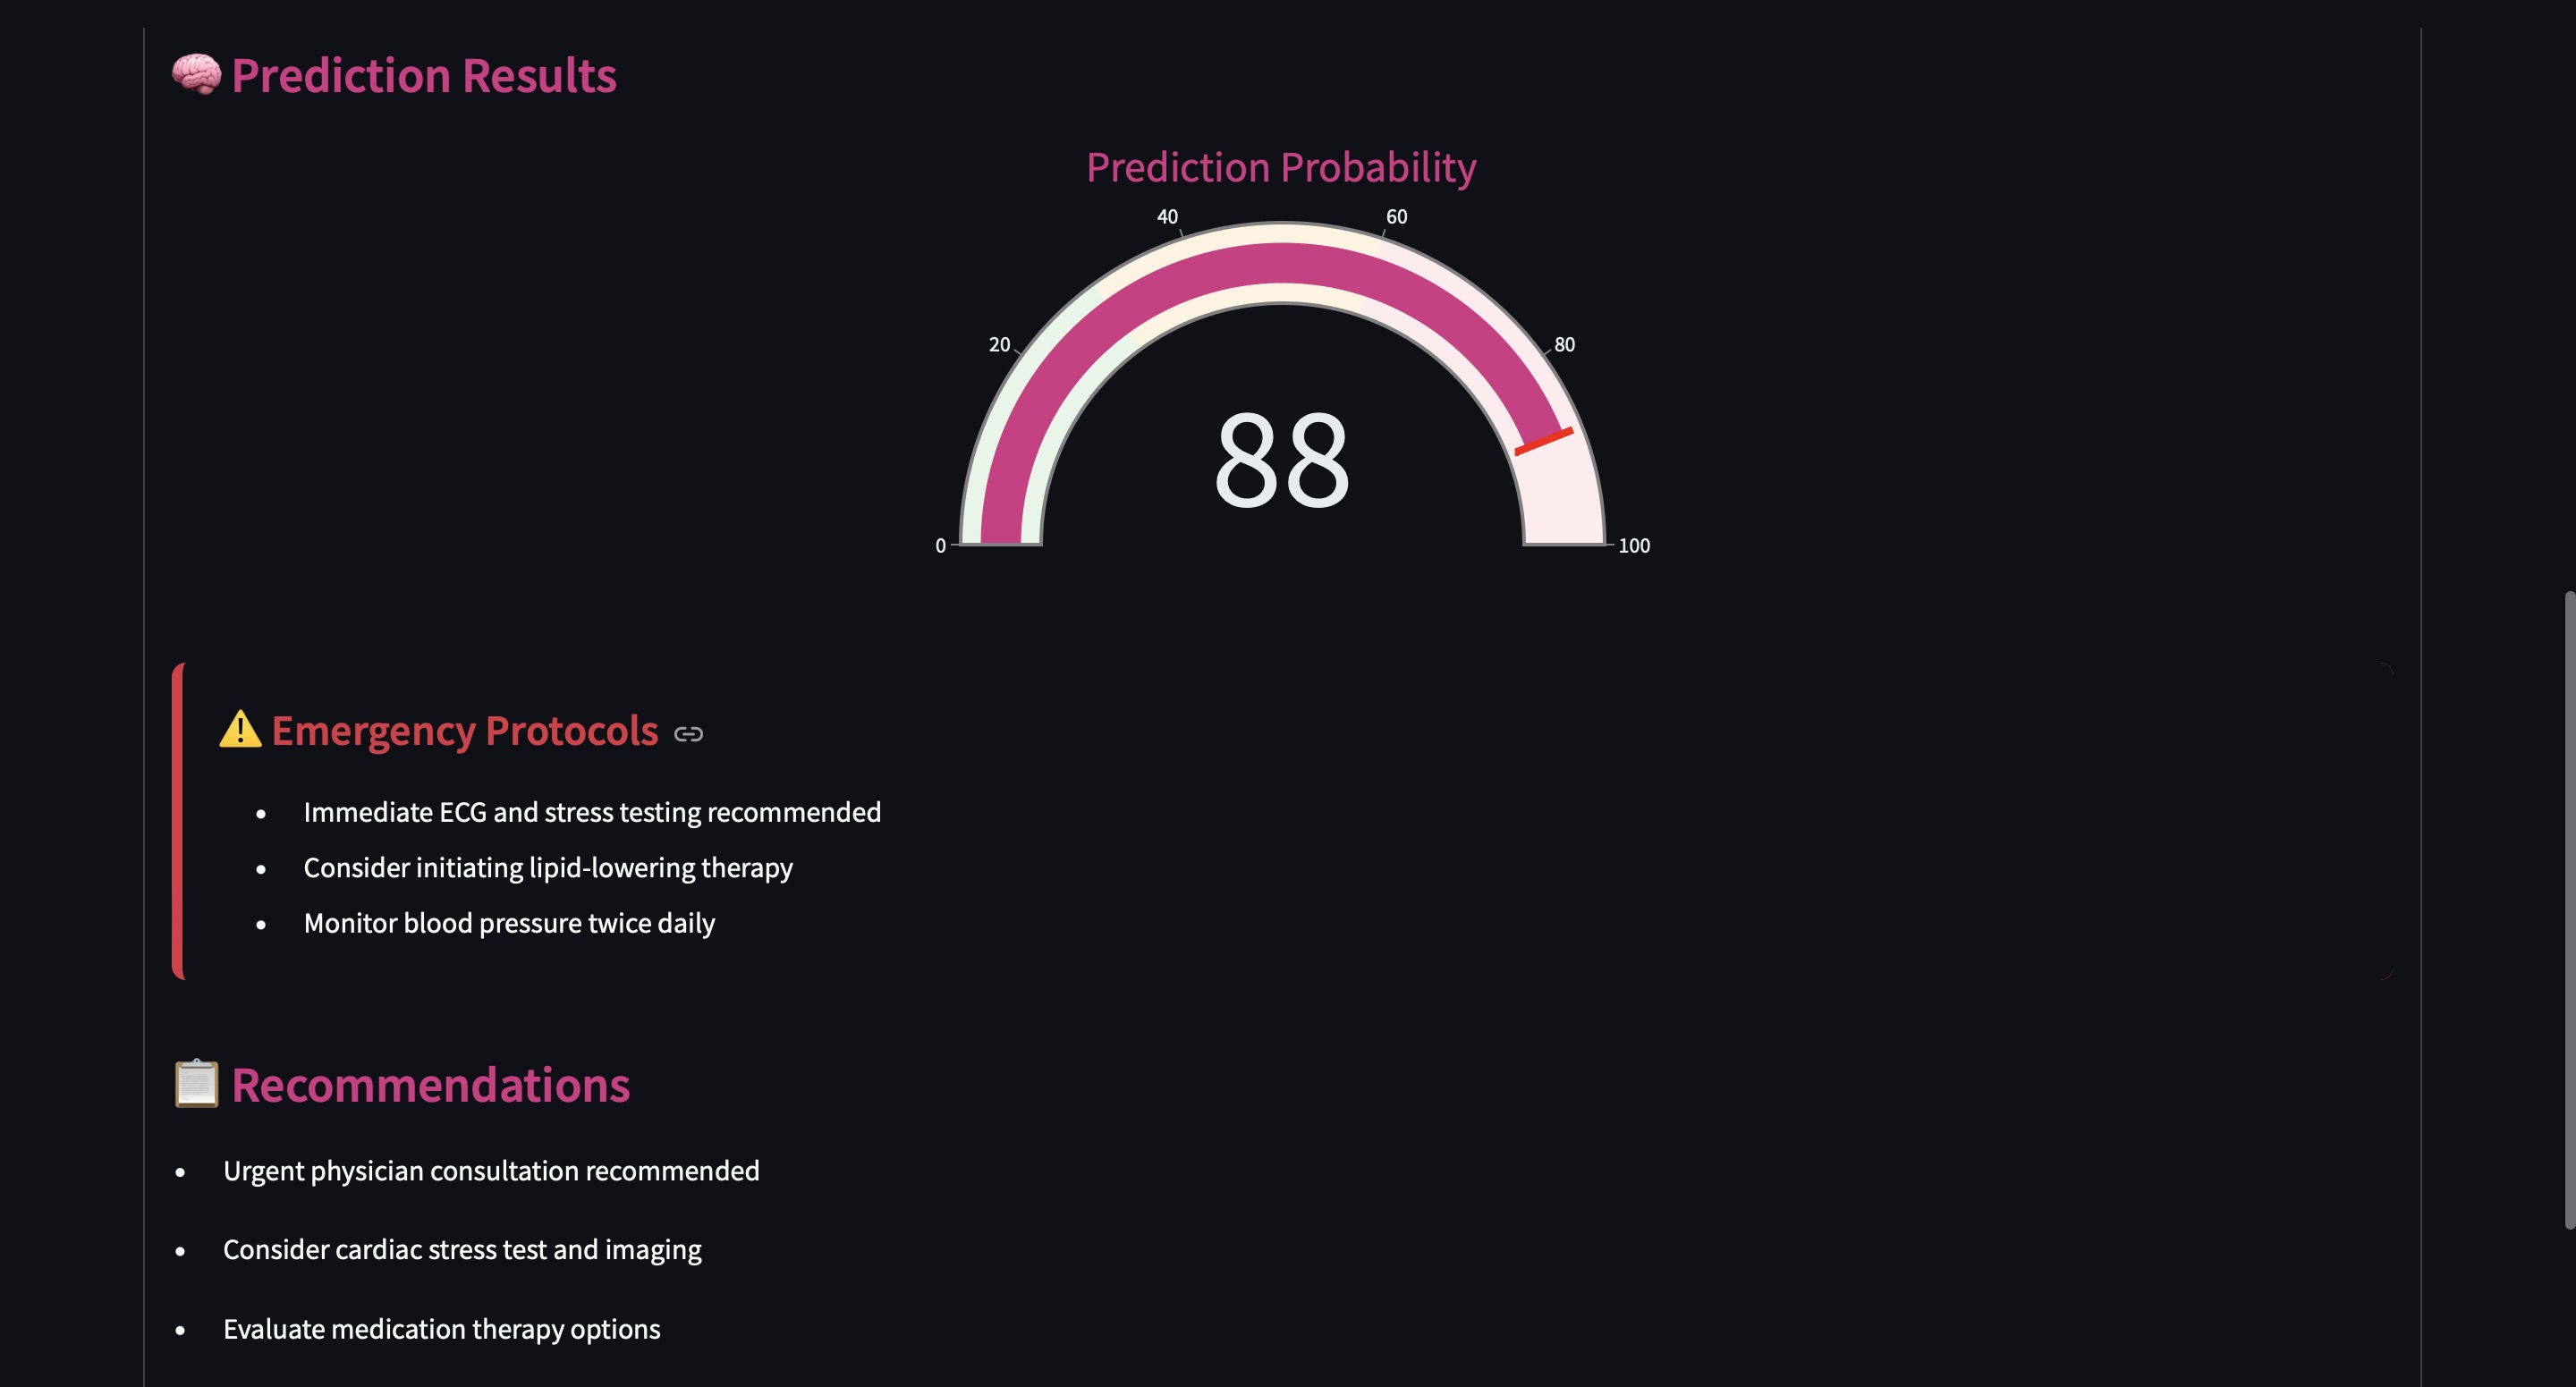 Prediction Results
Prediction Probability
40
60
20
80
88
0
100
Emergency Protocols
• Immediate ECG and stress testing recommended
• Consider initiating lipid-lowering therapy
• Monitor blood pressure twice daily
Recommendations
• Urgent physician consultation recommended
• Consider cardiac stress test and imaging
• Evaluate medication therapy options